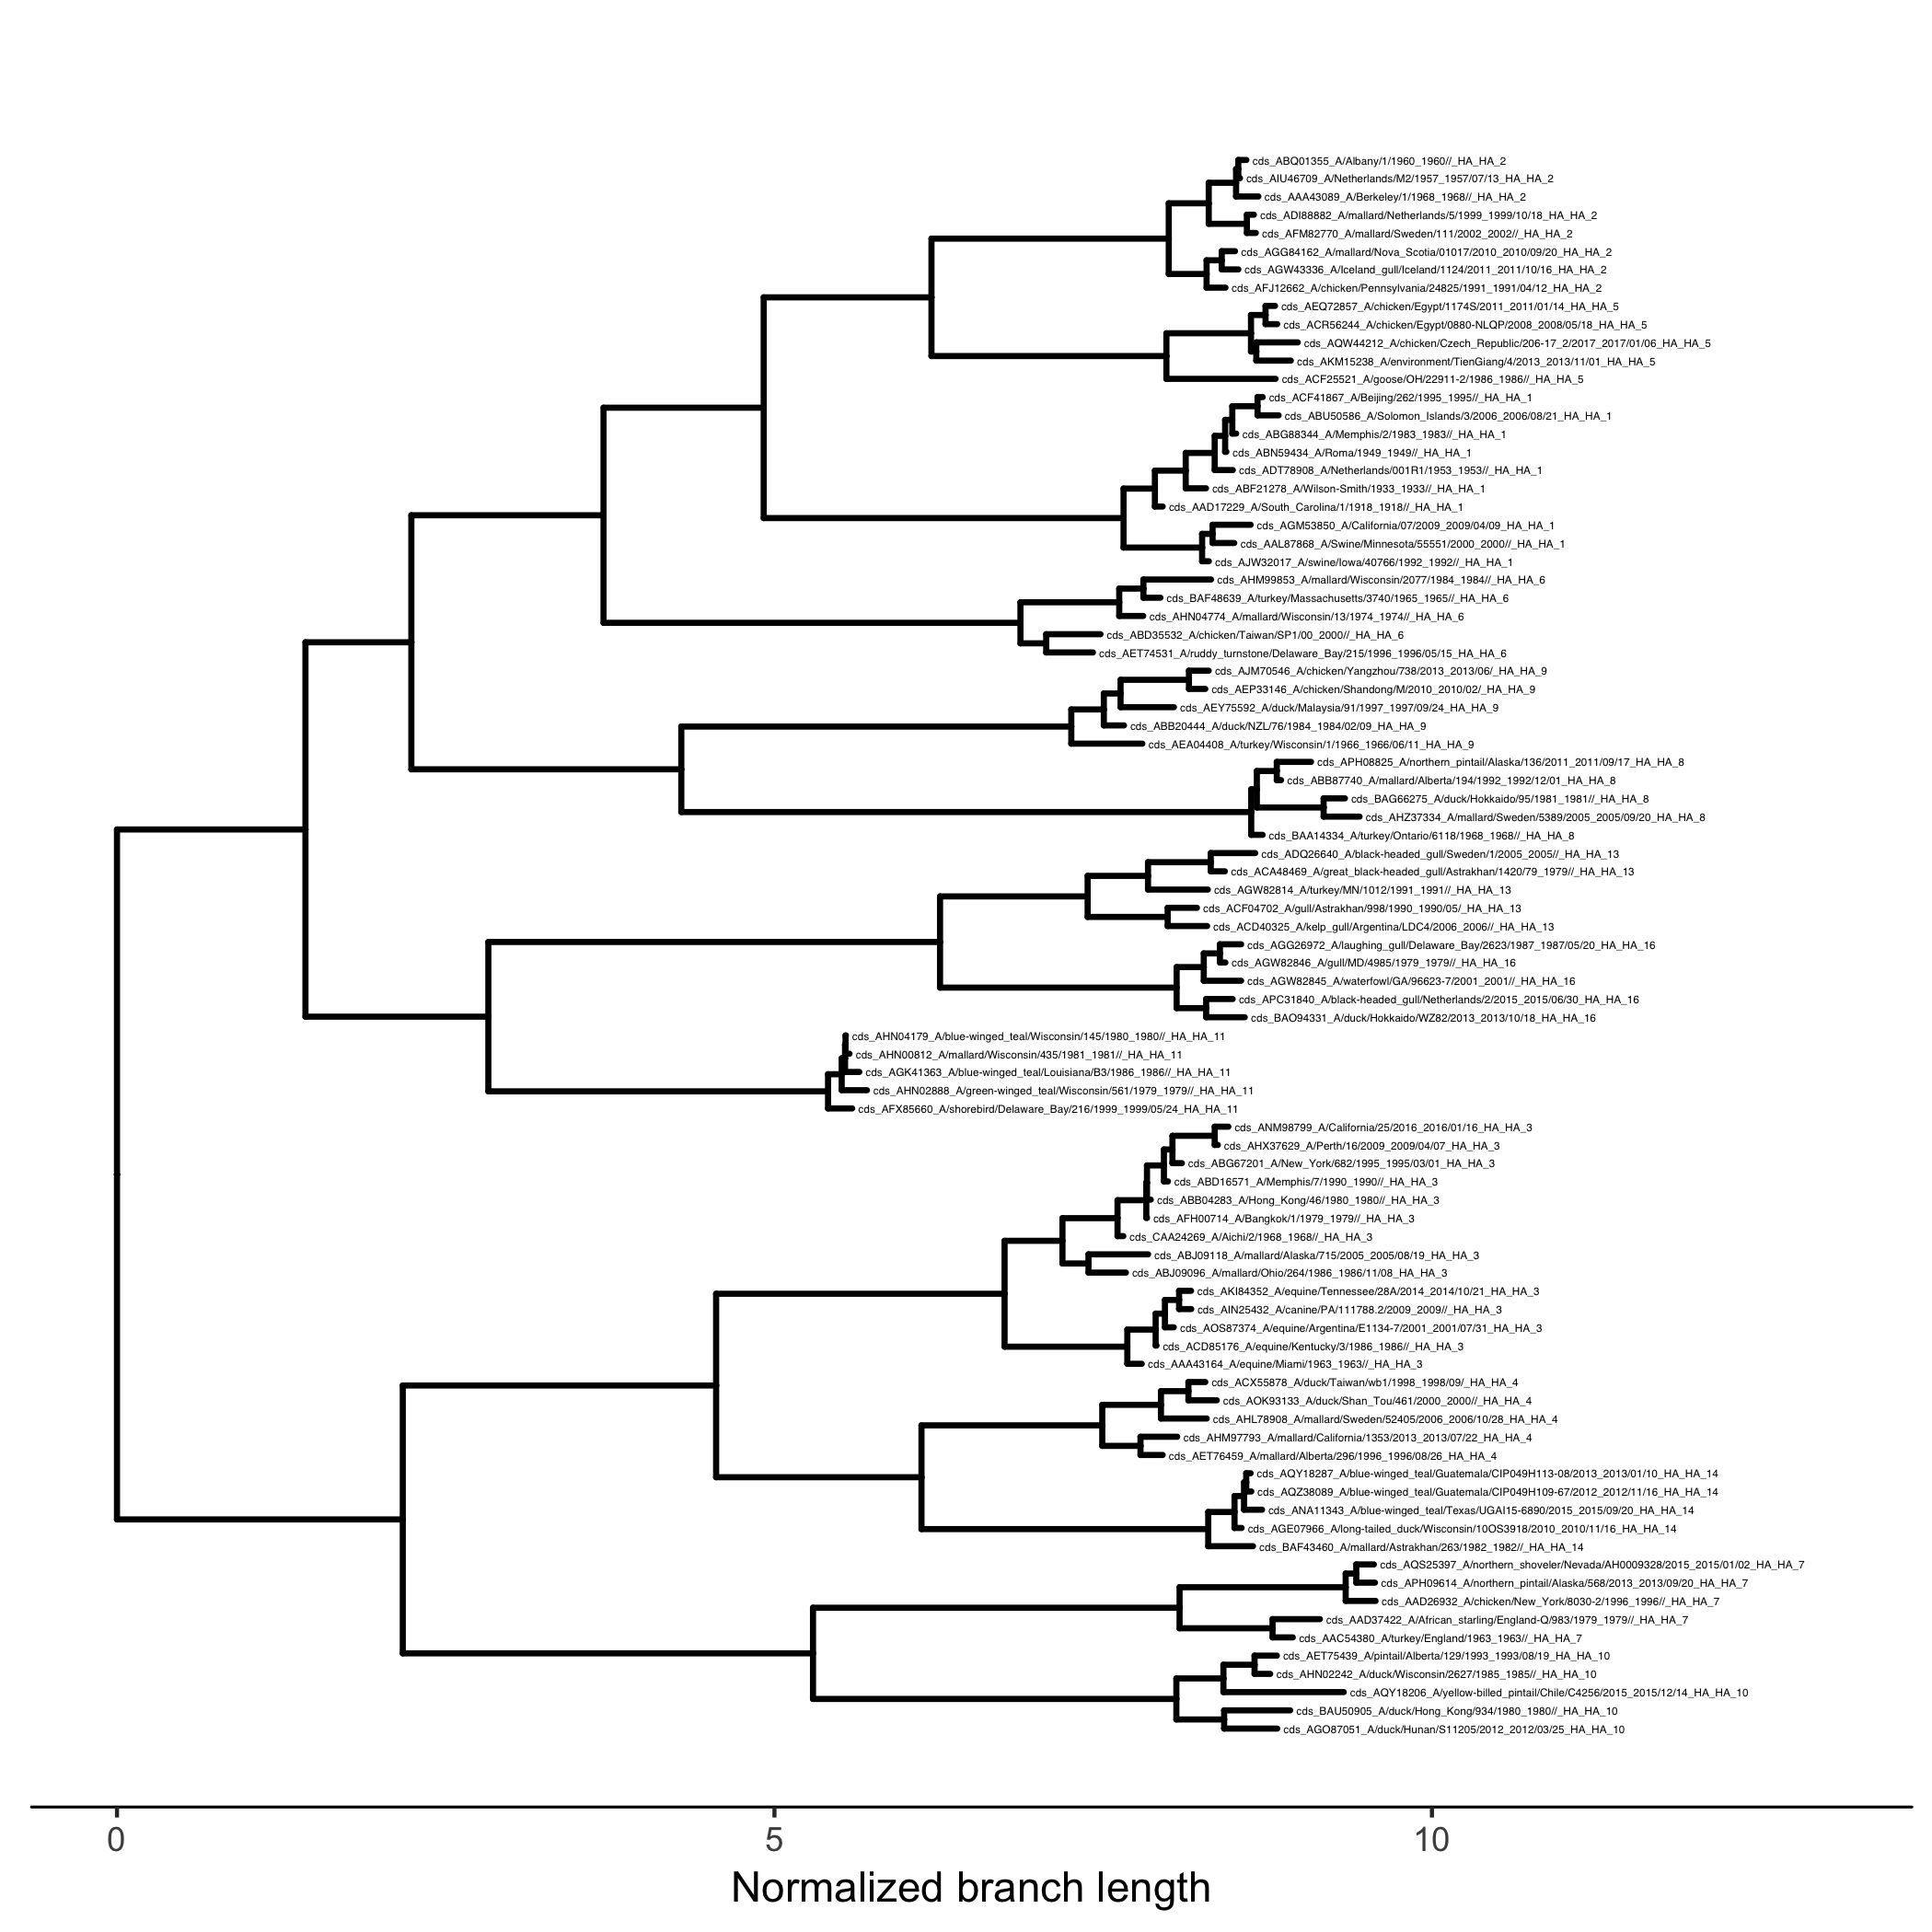 cds_ABQ01355_A/Albany/1/1960_1960//_HA_HA_2
cds_AIU46709_A/Netherlands/M2/1957_1957/07/13_HA_HA_2
cds_AAA43089_A/Berkeley/1/1968_1968//_HA_HA_2
cds_ADI88882_A/mallard/Netherlands/5/1999_1999/10/18_HA_HA_2
cds_AFM82770_A/mallard/Sweden/111/2002_2002//_HA_HA_2
cds_AGG84162_A/mallard/Nova_Scotia/01017/2010_2010/09/20_HA_HA_2
cds_AGW43336_A/Iceland_gull/Iceland/1124/2011_2011/10/16_HA_HA_2
cds_AFJ12662_A/chicken/Pennsylvania/24825/1991_1991/04/12_HA_HA_2
cds_AEQ72857_A/chicken/Egypt/1174S/2011_2011/01/14_HA_HA_5
cds_ACR56244_A/chicken/Egypt/0880-NLQP/2008_2008/05/18_HA_HA_5
cds_AQW44212_A/chicken/Czech_Republic/206-17_2/2017_2017/01/06_HA_HA_5
cds_AKM15238_A/environment/TienGiang/4/2013_2013/11/01_HA_HA_5
cds_ACF25521_A/goose/OH/22911-2/1986_1986//_HA_HA_5
cds_ACF41867_A/Beijing/262/1995_1995//_HA_HA_1
cds_ABU50586_A/Solomon_Islands/3/2006_2006/08/21_HA_HA_1
cds_ABG88344_A/Memphis/2/1983_1983//_HA_HA_1
cds_ABN59434_A/Roma/1949_1949//_HA_HA_1
cds_ADT78908_A/Netherlands/001R1/1953_1953//_HA_HA_1
cds_ABF21278_A/Wilson-Smith/1933_1933//_HA_HA_1
cds_AAD17229_A/South_Carolina/1/1918_1918//_HA_HA_1
cds_AGM53850_A/California/07/2009_2009/04/09_HA_HA_1
cds_AAL87868_A/Swine/Minnesota/55551/2000_2000//_HA_HA_1
cds_AJW32017_A/swine/Iowa/40766/1992_1992//_HA_HA_1
cds_AHM99853_A/mallard/Wisconsin/2077/1984_1984//_HA_HA_6
cds_BAF48639_A/turkey/Massachusetts/3740/1965_1965//_HA_HA_6
cds_AHN04774_A/mallard/Wisconsin/13/1974_1974//_HA_HA_6
cds_ABD35532_A/chicken/Taiwan/SP1/00_2000//_HA_HA_6
cds_AET74531_A/ruddy_turnstone/Delaware_Bay/215/1996_1996/05/15_HA_HA_6
cds_AJM70546_A/chicken/Yangzhou/738/2013_2013/06/_HA_HA_9
cds_AEP33146_A/chicken/Shandong/M/2010_2010/02/_HA_HA_9
cds_AEY75592_A/duck/Malaysia/91/1997_1997/09/24_HA_HA_9
cds_ABB20444_A/duck/NZL/76/1984_1984/02/09_HA_HA_9
cds_AEA04408_A/turkey/Wisconsin/1/1966_1966/06/11_HA_HA_9
cds_APH08825_A/northern_pintail/Alaska/136/2011_2011/09/17_HA_HA_8
cds_ABB87740_A/mallard/Alberta/194/1992_1992/12/01_HA_HA_8
cds_BAG66275_A/duck/Hokkaido/95/1981_1981//_HA_HA_8
cds_AHZ37334_A/mallard/Sweden/5389/2005_2005/09/20_HA_HA_8
cds_BAA14334_A/turkey/Ontario/6118/1968_1968//_HA_HA_8
cds_ADQ26640_A/black-headed_gull/Sweden/1/2005_2005//_HA_HA_13
cds_ACA48469_A/great_black-headed_gull/Astrakhan/1420/79_1979//_HA_HA_13
cds_AGW82814_A/turkey/MN/1012/1991_1991//_HA_HA_13
cds_ACF04702_A/gull/Astrakhan/998/1990_1990/05/_HA_HA_13
cds_ACD40325_A/kelp_gull/Argentina/LDC4/2006_2006//_HA_HA_13
cds_AGG26972_A/laughing_gull/Delaware_Bay/2623/1987_1987/05/20_HA_HA_16
cds_AGW82846_A/gull/MD/4985/1979_1979//_HA_HA_16
cds_AGW82845_A/waterfowl/GA/96623-7/2001_2001//_HA_HA_16
cds_APC31840_A/black-headed_gull/Netherlands/2/2015_2015/06/30_HA_HA_16
cds_BAO94331_A/duck/Hokkaido/WZ82/2013_2013/10/18_HA_HA_16
cds_AHN04179_A/blue-winged_teal/Wisconsin/145/1980_1980//_HA_HA_11
cds_AHN00812_A/mallard/Wisconsin/435/1981_1981//_HA_HA_11
cds_AGK41363_A/blue-winged_teal/Louisiana/B3/1986_1986//_HA_HA_11
cds_AHN02888_A/green-winged_teal/Wisconsin/561/1979_1979//_HA_HA_11
cds_AFX85660_A/shorebird/Delaware_Bay/216/1999_1999/05/24_HA_HA_11
cds_ANM98799_A/California/25/2016_2016/01/16_HA_HA_3
cds_AHX37629_A/Perth/16/2009_2009/04/07_HA_HA_3
cds_ABG67201_A/New_York/682/1995_1995/03/01_HA_HA_3
cds_ABD16571_A/Memphis/7/1990_1990//_HA_HA_3
cds_ABB04283_A/Hong_Kong/46/1980_1980//_HA_HA_3
cds_AFH00714_A/Bangkok/1/1979_1979//_HA_HA_3
cds_CAA24269_A/Aichi/2/1968_1968//_HA_HA_3
cds_ABJ09118_A/mallard/Alaska/715/2005_2005/08/19_HA_HA_3
cds_ABJ09096_A/mallard/Ohio/264/1986_1986/11/08_HA_HA_3
cds_AKI84352_A/equine/Tennessee/28A/2014_2014/10/21_HA_HA_3
cds_AIN25432_A/canine/PA/111788.2/2009_2009//_HA_HA_3
cds_AOS87374_A/equine/Argentina/E1134-7/2001_2001/07/31_HA_HA_3
cds_ACD85176_A/equine/Kentucky/3/1986_1986//_HA_HA_3
cds_AAA43164_A/equine/Miami/1963_1963//_HA_HA_3
cds_ACX55878_A/duck/Taiwan/wb1/1998_1998/09/_HA_HA_4
cds_AOK93133_A/duck/Shan_Tou/461/2000_2000//_HA_HA_4
cds_AHL78908_A/mallard/Sweden/52405/2006_2006/10/28_HA_HA_4
cds_AHM97793_A/mallard/California/1353/2013_2013/07/22_HA_HA_4
cds_AET76459_A/mallard/Alberta/296/1996_1996/08/26_HA_HA_4
cds_AQY18287_A/blue-winged_teal/Guatemala/CIP049H113-08/2013_2013/01/10_HA_HA_14
cds_AQZ38089_A/blue-winged_teal/Guatemala/CIP049H109-67/2012_2012/11/16_HA_HA_14
cds_ANA11343_A/blue-winged_teal/Texas/UGAI15-6890/2015_2015/09/20_HA_HA_14
cds_AGE07966_A/long-tailed_duck/Wisconsin/10OS3918/2010_2010/11/16_HA_HA_14
cds_BAF43460_A/mallard/Astrakhan/263/1982_1982//_HA_HA_14
cds_AQS25397_A/northern_shoveler/Nevada/AH0009328/2015_2015/01/02_HA_HA_7
cds_APH09614_A/northern_pintail/Alaska/568/2013_2013/09/20_HA_HA_7
cds_AAD26932_A/chicken/New_York/8030-2/1996_1996//_HA_HA_7
cds_AAD37422_A/African_starling/England-Q/983/1979_1979//_HA_HA_7
cds_AAC54380_A/turkey/England/1963_1963//_HA_HA_7
cds_AET75439_A/pintail/Alberta/129/1993_1993/08/19_HA_HA_10
cds_AHN02242_A/duck/Wisconsin/2627/1985_1985//_HA_HA_10
cds_AQY18206_A/yellow-billed_pintail/Chile/C4256/2015_2015/12/14_HA_HA_10
cds_BAU50905_A/duck/Hong_Kong/934/1980_1980//_HA_HA_10
cds_AGO87051_A/duck/Hunan/S11205/2012_2012/03/25_HA_HA_10
0 5 10
Normalized branch length